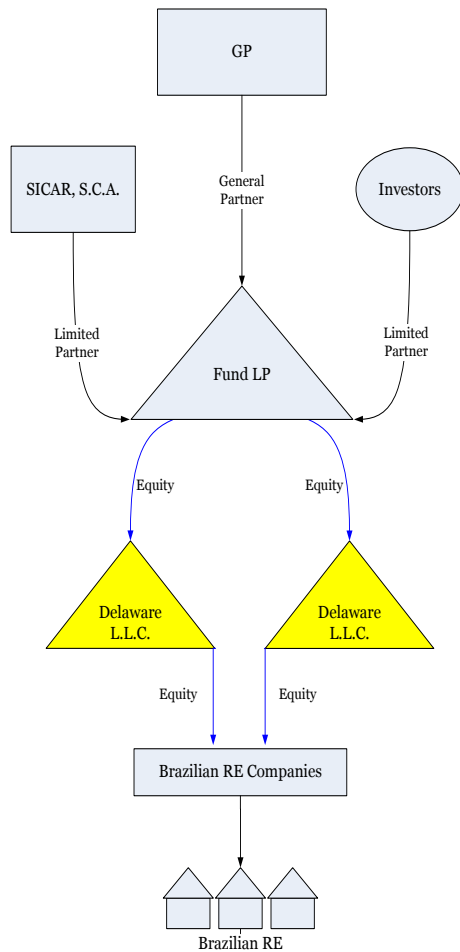 GP
General
Partner
SICAR, S.C.A.
Investors
Limited
Partner
Limited
Partner
Fund LP
Equity
Equity
Delaware
L.L.C.
Delaware
L.L.C.
Equity
Equity
Brazilian RE Companies
Brazilian RE